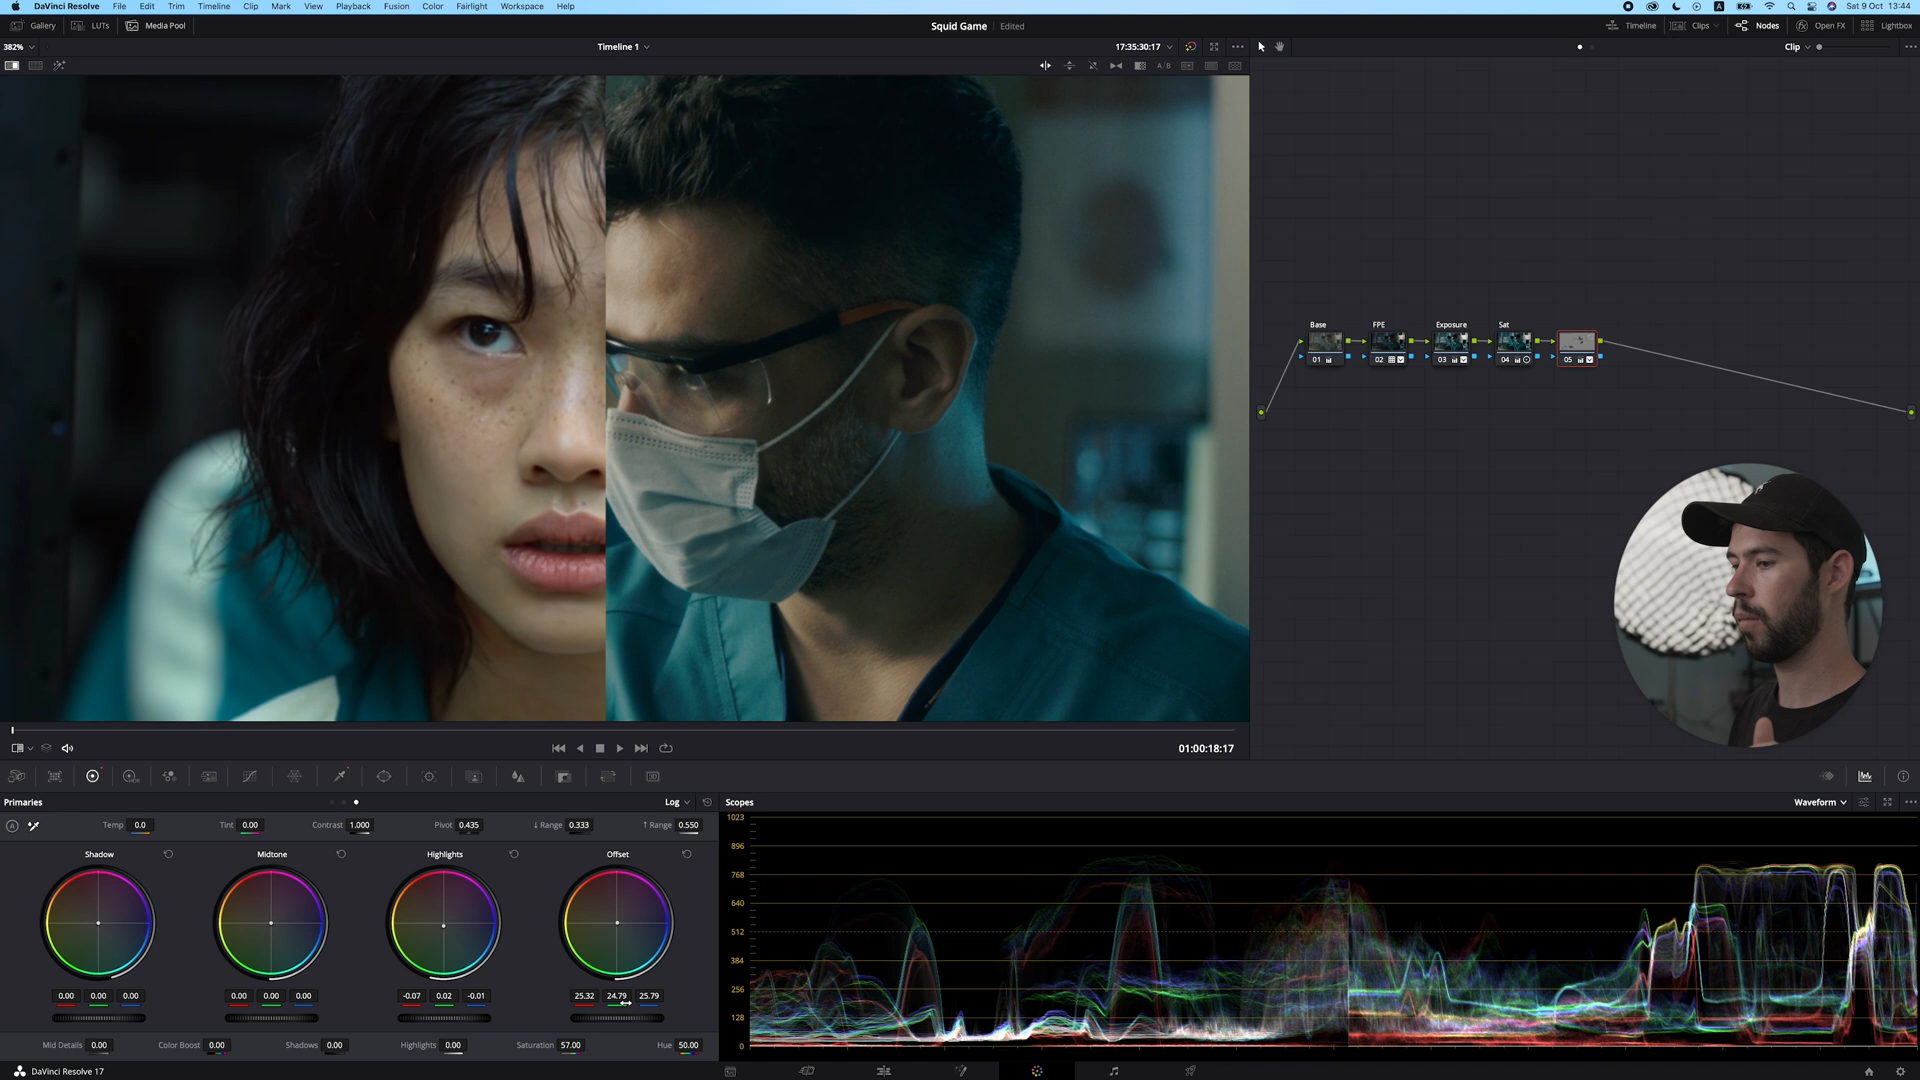 DaVinci Resolve File Edit Trim Timeline Clip Mark View Playback Fusion Color Fairlight Workspace Help
A Sat 9 Oct 13:44
Gallery LUTs Media Pool Squid Game Edited Timeline Clips Nodes Open FX Lightbox
382% Timeline 1 17:35:30:17 Clip
A/B
Base FPE Exposure Sat
01 02 03 04 05
01:00:18:17
3D
Primaries Log Scopes Waveform
A Temp 0.0 Tint 0.00 Contrast 1.000 Pivot 0.435 ↓ Range 0.333 ↑ Range 0.550
Shadow Midtone Highlights Offset
0.00 0.00 0.00 0.00 0.00 0.00 -0.07 0.02 -0.01 25.32 24.79 25.79
Mid Details 0.00 Color Boost 0.00 Shadows 0.00 Highlights 0.00 Saturation 57.00 Hue 50.00
1023
896
768
640
512
384
256
128
0
DaVinci Resolve 17